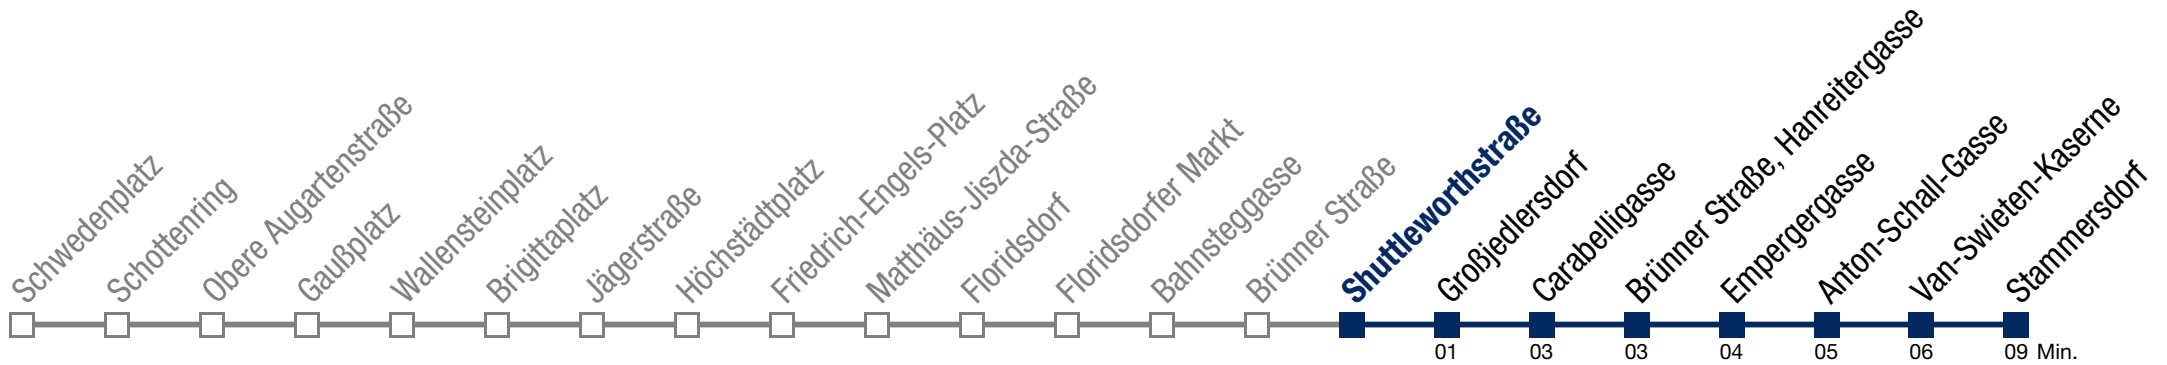 Schwedenplatz
Schottenring
Obere Augartenstraße
Gaußplatz
Wallensteinplatz
Brigittaplatz
Jägerstraße
Höchstädtplatz
Friedrich-Engels-Platz
Matthäus-Jiszda-Straße
Floridsdorf
Floridsdorfer Markt
Bahnsteggasse
Brünner Straße
Shuttleworthstraße
Großjedlersdorf
Carabelligasse
Brünner Straße, Hanreitergasse
Empergergasse
Anton-Schall-Gasse
Van-Swieten-Kaserne
Stammersdorf
01 03 03 04 05 06 09 Min.